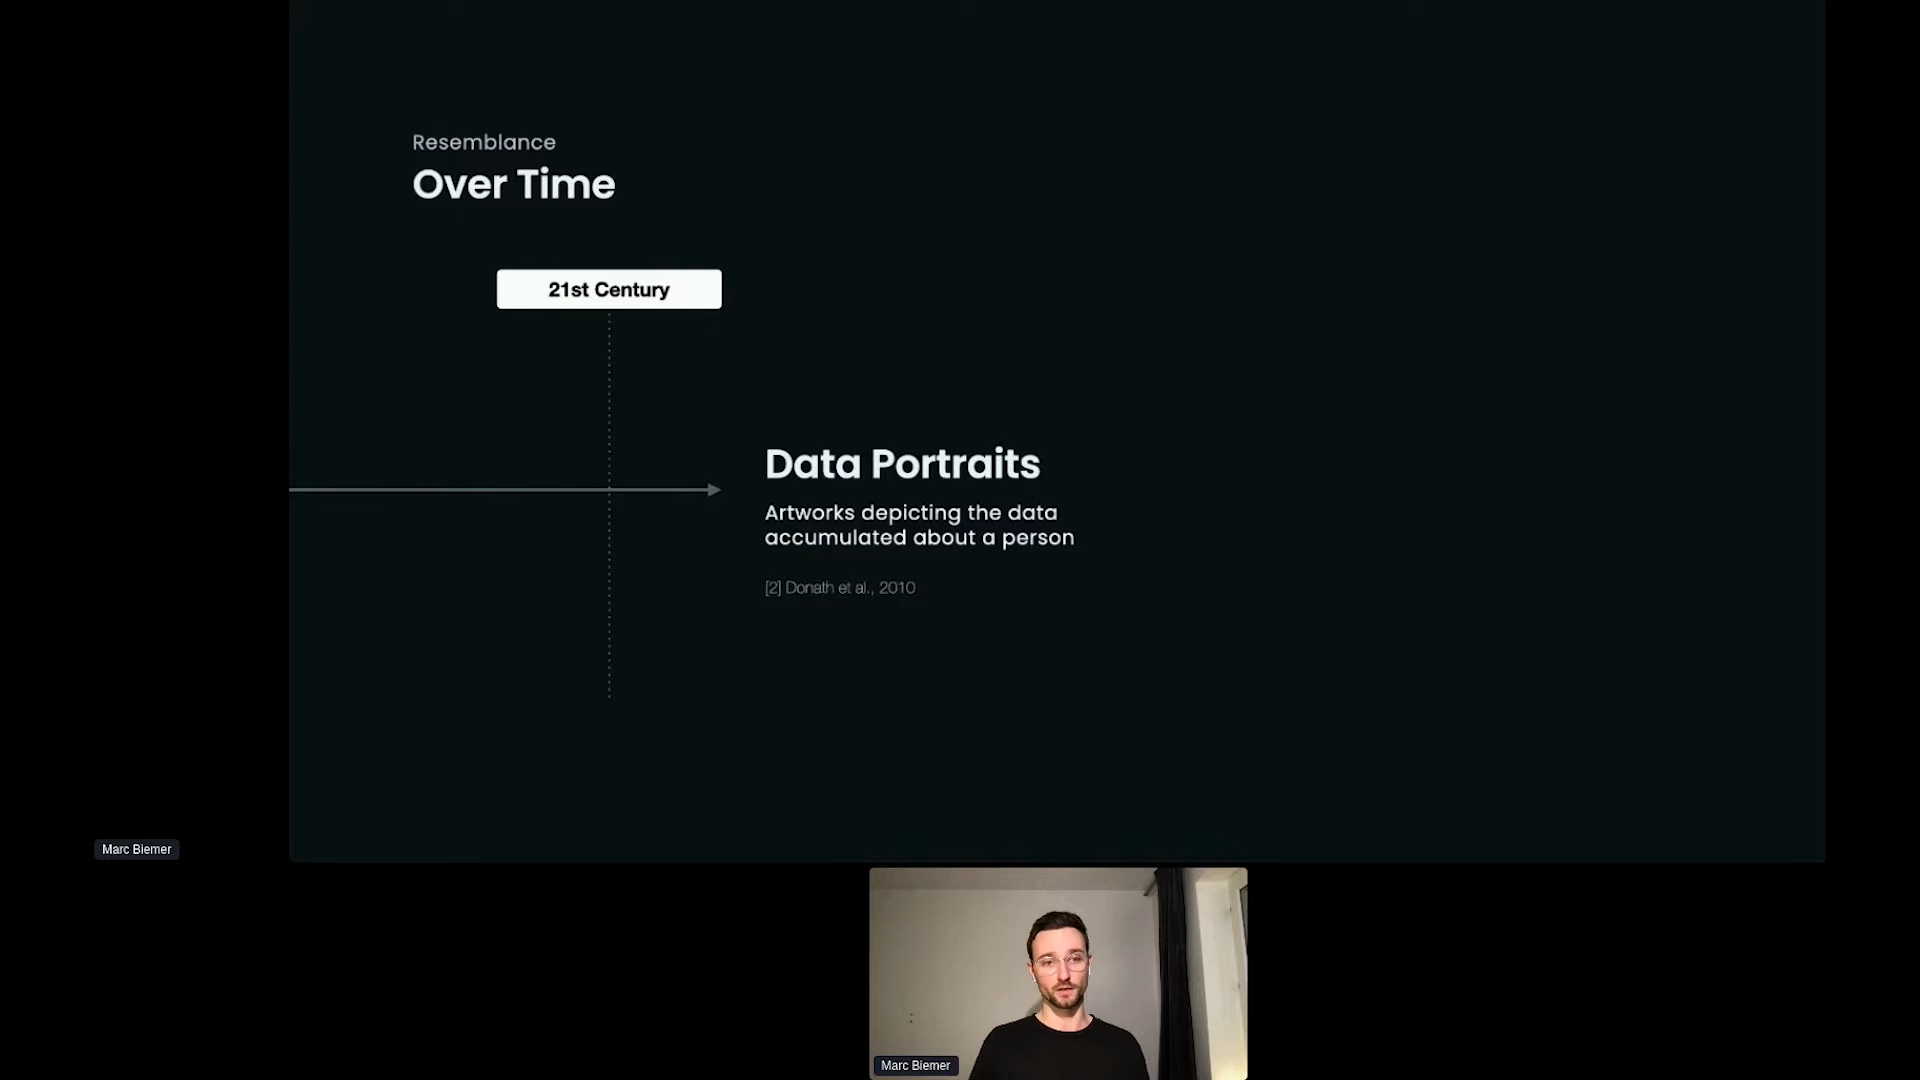 Resemblance
Over Time
21st Century
Data Portraits
Artworks depicting the data
accumulated about a person
[2] Donath et al., 2010
Marc Biemer
Marc Biemer